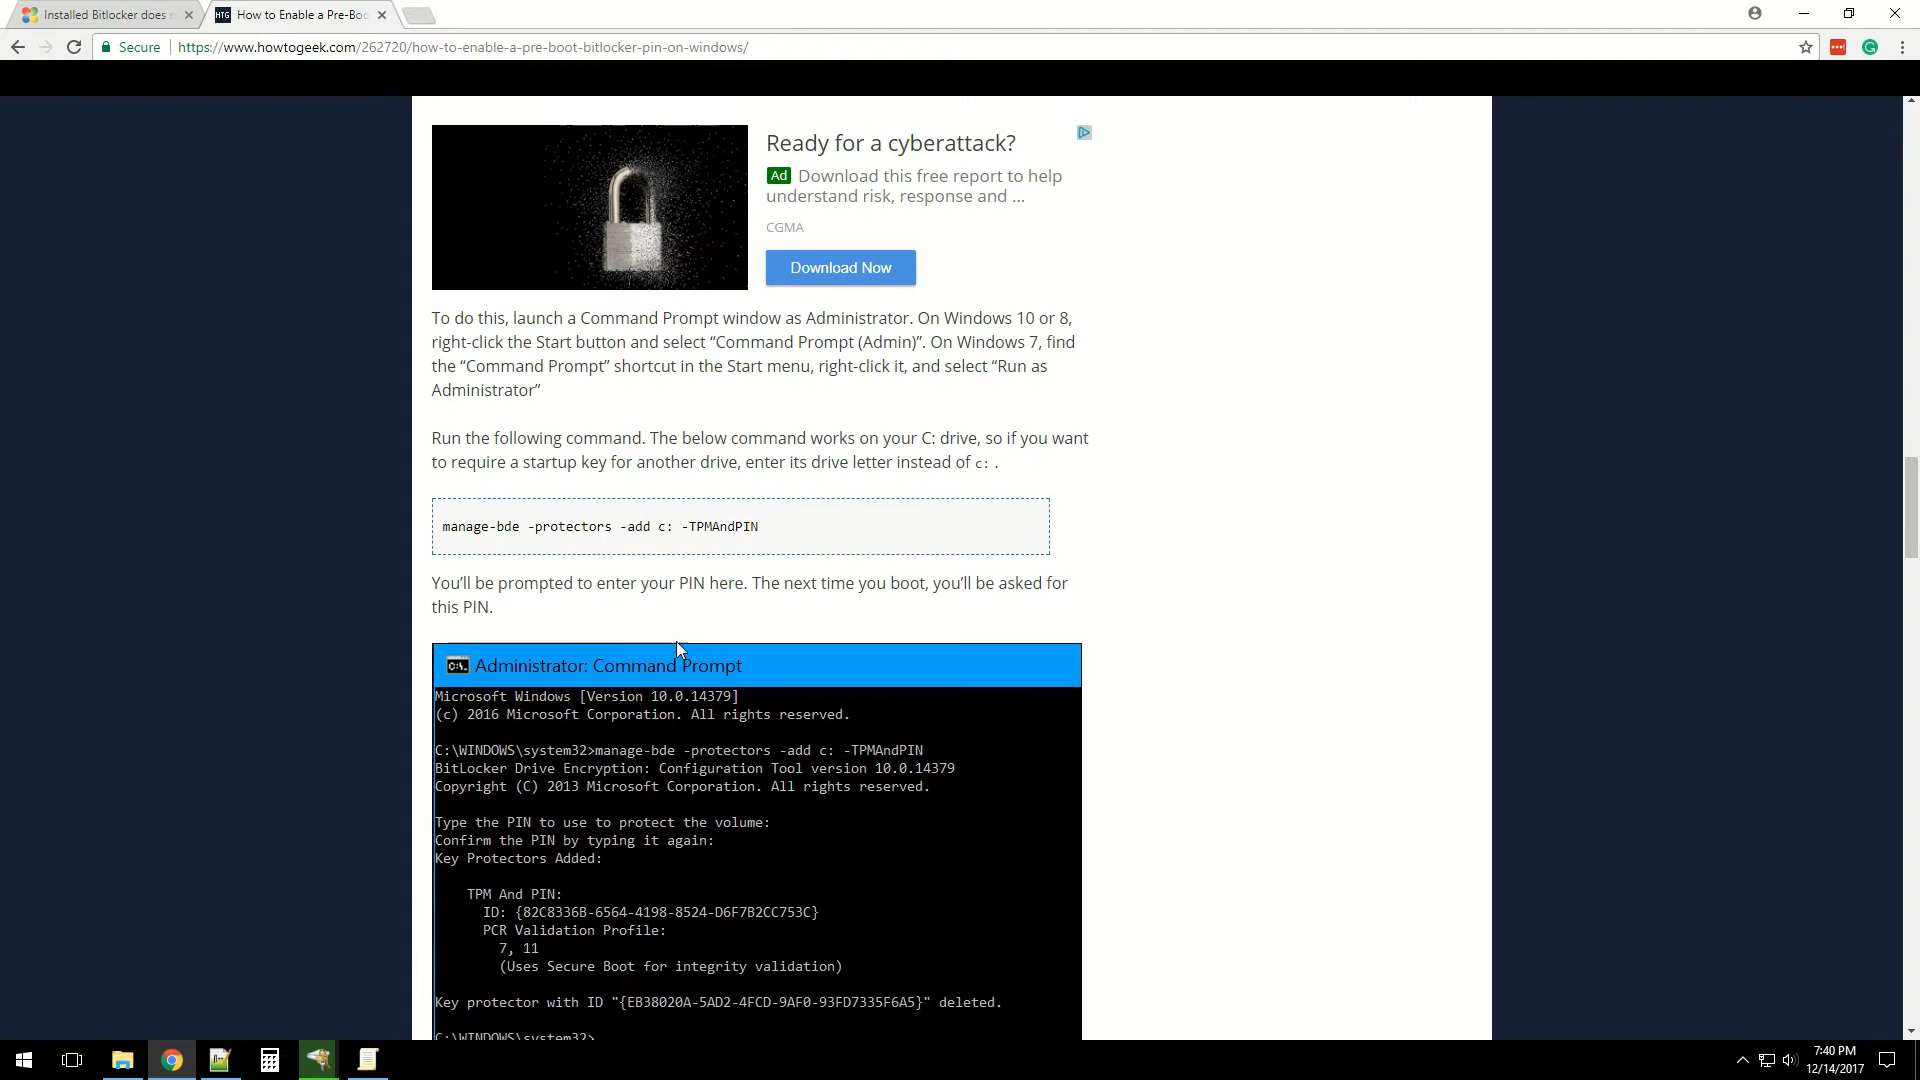 Installed Bitlocker does n
HTG How to Enable a Pre-Boo
Secure https://www.howtogeek.com/262720/how-to-enable-a-pre-boot-bitlocker-pin-on-windows/
Ready for a cyberattack?
Ad Download this free report to help
understand risk, response and ...
CGMA
Download Now
To do this, launch a Command Prompt window as Administrator. On Windows 10 or 8,
right-click the Start button and select “Command Prompt (Admin)”. On Windows 7, find
the “Command Prompt” shortcut in the Start menu, right-click it, and select “Run as
Administrator”
Run the following command. The below command works on your C: drive, so if you want
to require a startup key for another drive, enter its drive letter instead of c: .
manage-bde -protectors -add c: -TPMAndPIN
You’ll be prompted to enter your PIN here. The next time you boot, you’ll be asked for
this PIN.
C:\. Administrator: Command Prompt
Microsoft Windows [Version 10.0.14379]
(c) 2016 Microsoft Corporation. All rights reserved.
C:\WINDOWS\system32>manage-bde -protectors -add c: -TPMAndPIN
BitLocker Drive Encryption: Configuration Tool version 10.0.14379
Copyright (C) 2013 Microsoft Corporation. All rights reserved.
Type the PIN to use to protect the volume:
Confirm the PIN by typing it again:
Key Protectors Added:
TPM And PIN:
ID: {82C8336B-6564-4198-8524-D6F7B2CC753C}
PCR Validation Profile:
7, 11
(Uses Secure Boot for integrity validation)
Key protector with ID "{EB38020A-5AD2-4FCD-9AF0-93FD7335F6A5}" deleted.
C:\WINDOWS\system32>
7:40 PM
12/14/2017